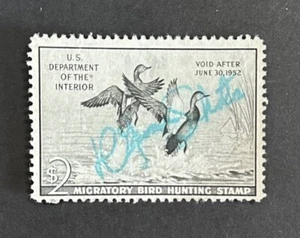 U.S.
DEPARTMENT
OF THE
INTERIOR
VOID AFTER
JUNE 30, 1952
$2
MIGRATORY BIRD HUNTING STAMP